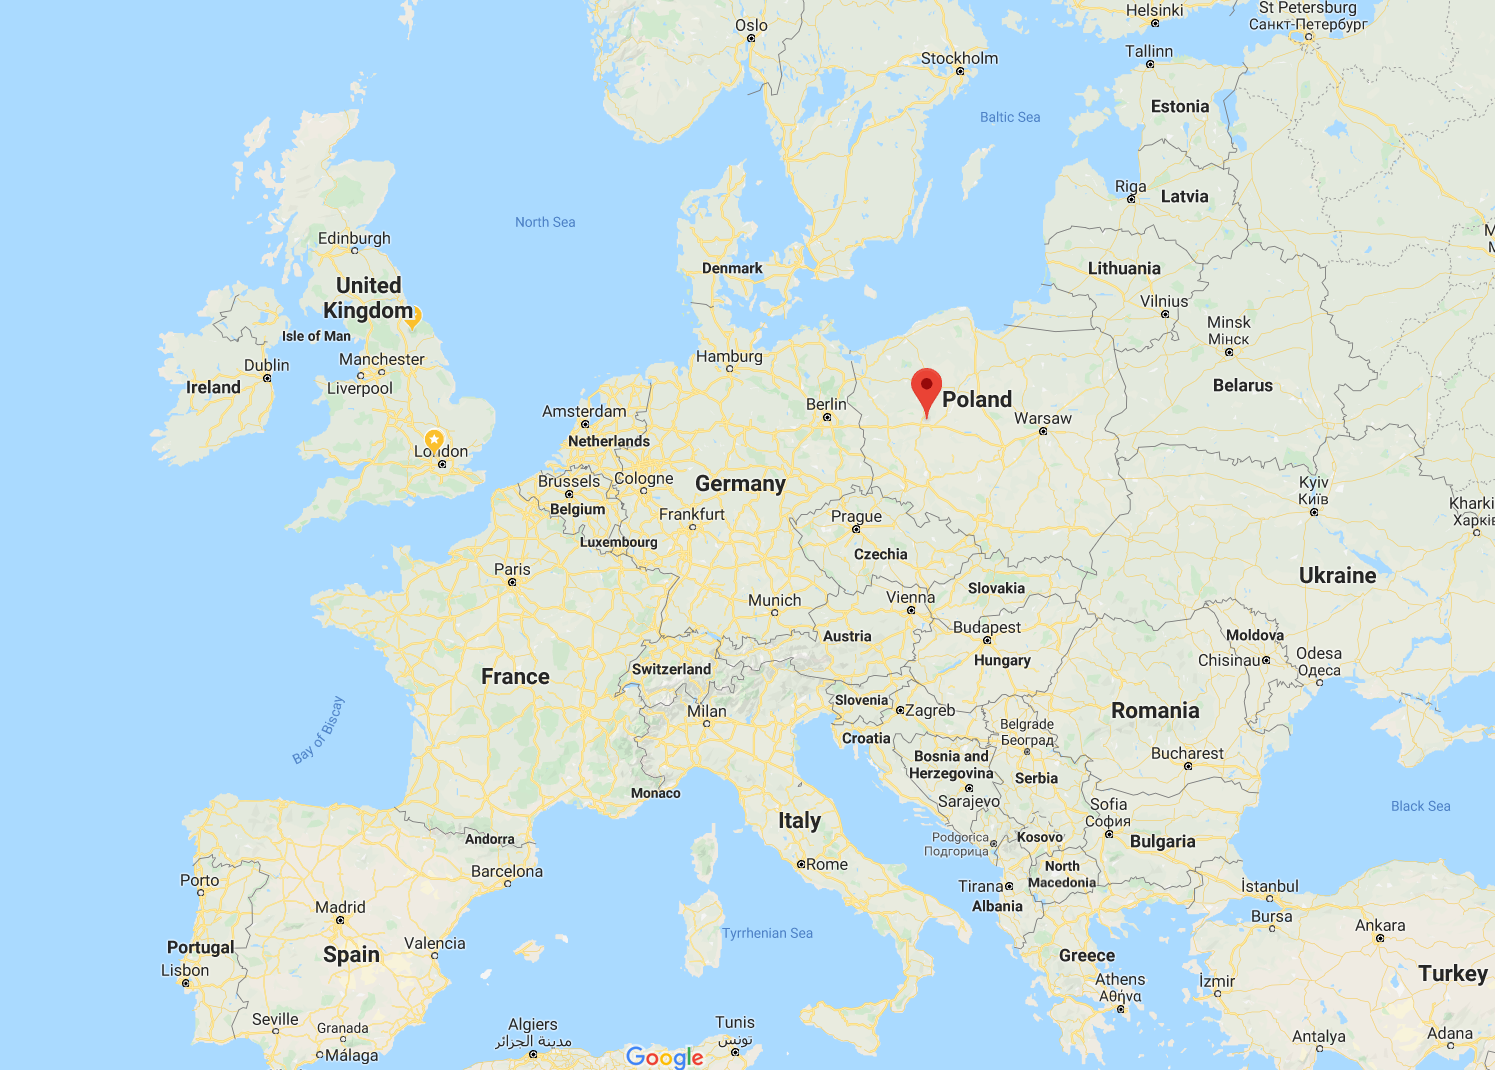 Oslo
Helsinki
St Petersburg
Санкт-Петербург
Stockholm
Tallinn
Baltic Sea
Estonia
Riga
Latvia
North Sea
Edinburgh
Denmark
Lithuania
United
Kingdom
Vilnius
Minsk
Мінск
Isle of Man
Manchester
Hamburg
Dublin
Liverpool
Ireland
Belarus
Poland
Berlin
Amsterdam
Warsaw
Netherlands
London
Brussels
Cologne
Germany
Kyiv
Київ
Belgium
Frankfurt
Prague
Kharki
Харків
Luxembourg
Czechia
Paris
Ukraine
Slovakia
Munich
Vienna
Budapest
Austria
Moldova
Hungary
Chisinau
Odesa
Одеса
Switzerland
France
Slovenia
Milan
Zagreb
Romania
Bay of Biscay
Croatia
Belgrade
Београд
Bosnia and
Herzegovina
Bucharest
Serbia
Monaco
Sarajevo
Sofia
София
Black Sea
Italy
Andorra
Podgorica
Подгорица
Kosovo
Bulgaria
Rome
North
Macedonia
Barcelona
Porto
Tirana
İstanbul
Albania
Madrid
Bursa
Ankara
Tyrrhenian Sea
Valencia
Portugal
Spain
Greece
Lisbon
Turkey
Athens
Αθήνα
İzmir
Seville
Granada
Algiers
مدينة الجزائر
Tunis
تونس
Antalya
Adana
Málaga
Google